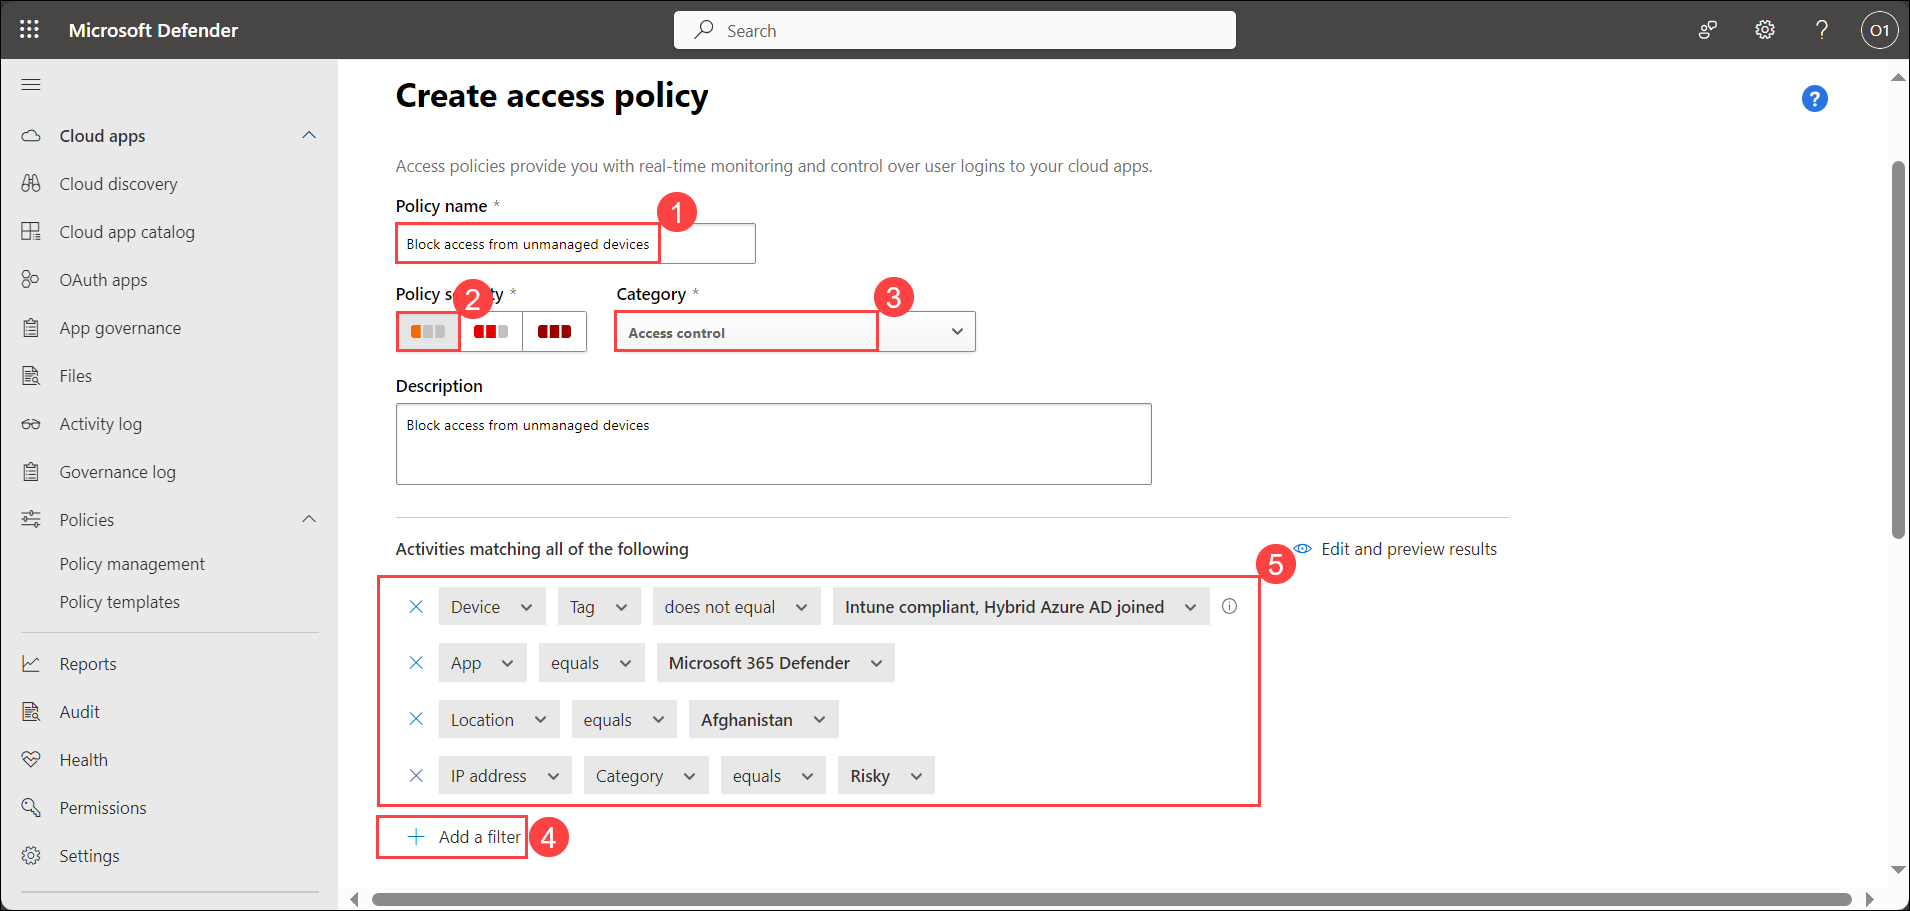 Microsoft Defender
Search
O1
Cloud apps
Cloud discovery
Cloud app catalog
OAuth apps
App governance
Files
Activity log
Governance log
Policies
Policy management
Policy templates
Reports
Audit
Health
Permissions
Settings
Create access policy
?
Access policies provide you with real-time monitoring and control over user logins to your cloud apps.
Policy name *
1
Block access from unmanaged devices
Policy s ty *
2
Category *
3
Access control
Description
Block access from unmanaged devices
Activities matching all of the following
5
Edit and preview results
Device Tag does not equal Intune compliant, Hybrid Azure AD joined
App equals Microsoft 365 Defender
Location equals Afghanistan
IP address Category equals Risky
Add a filter
4